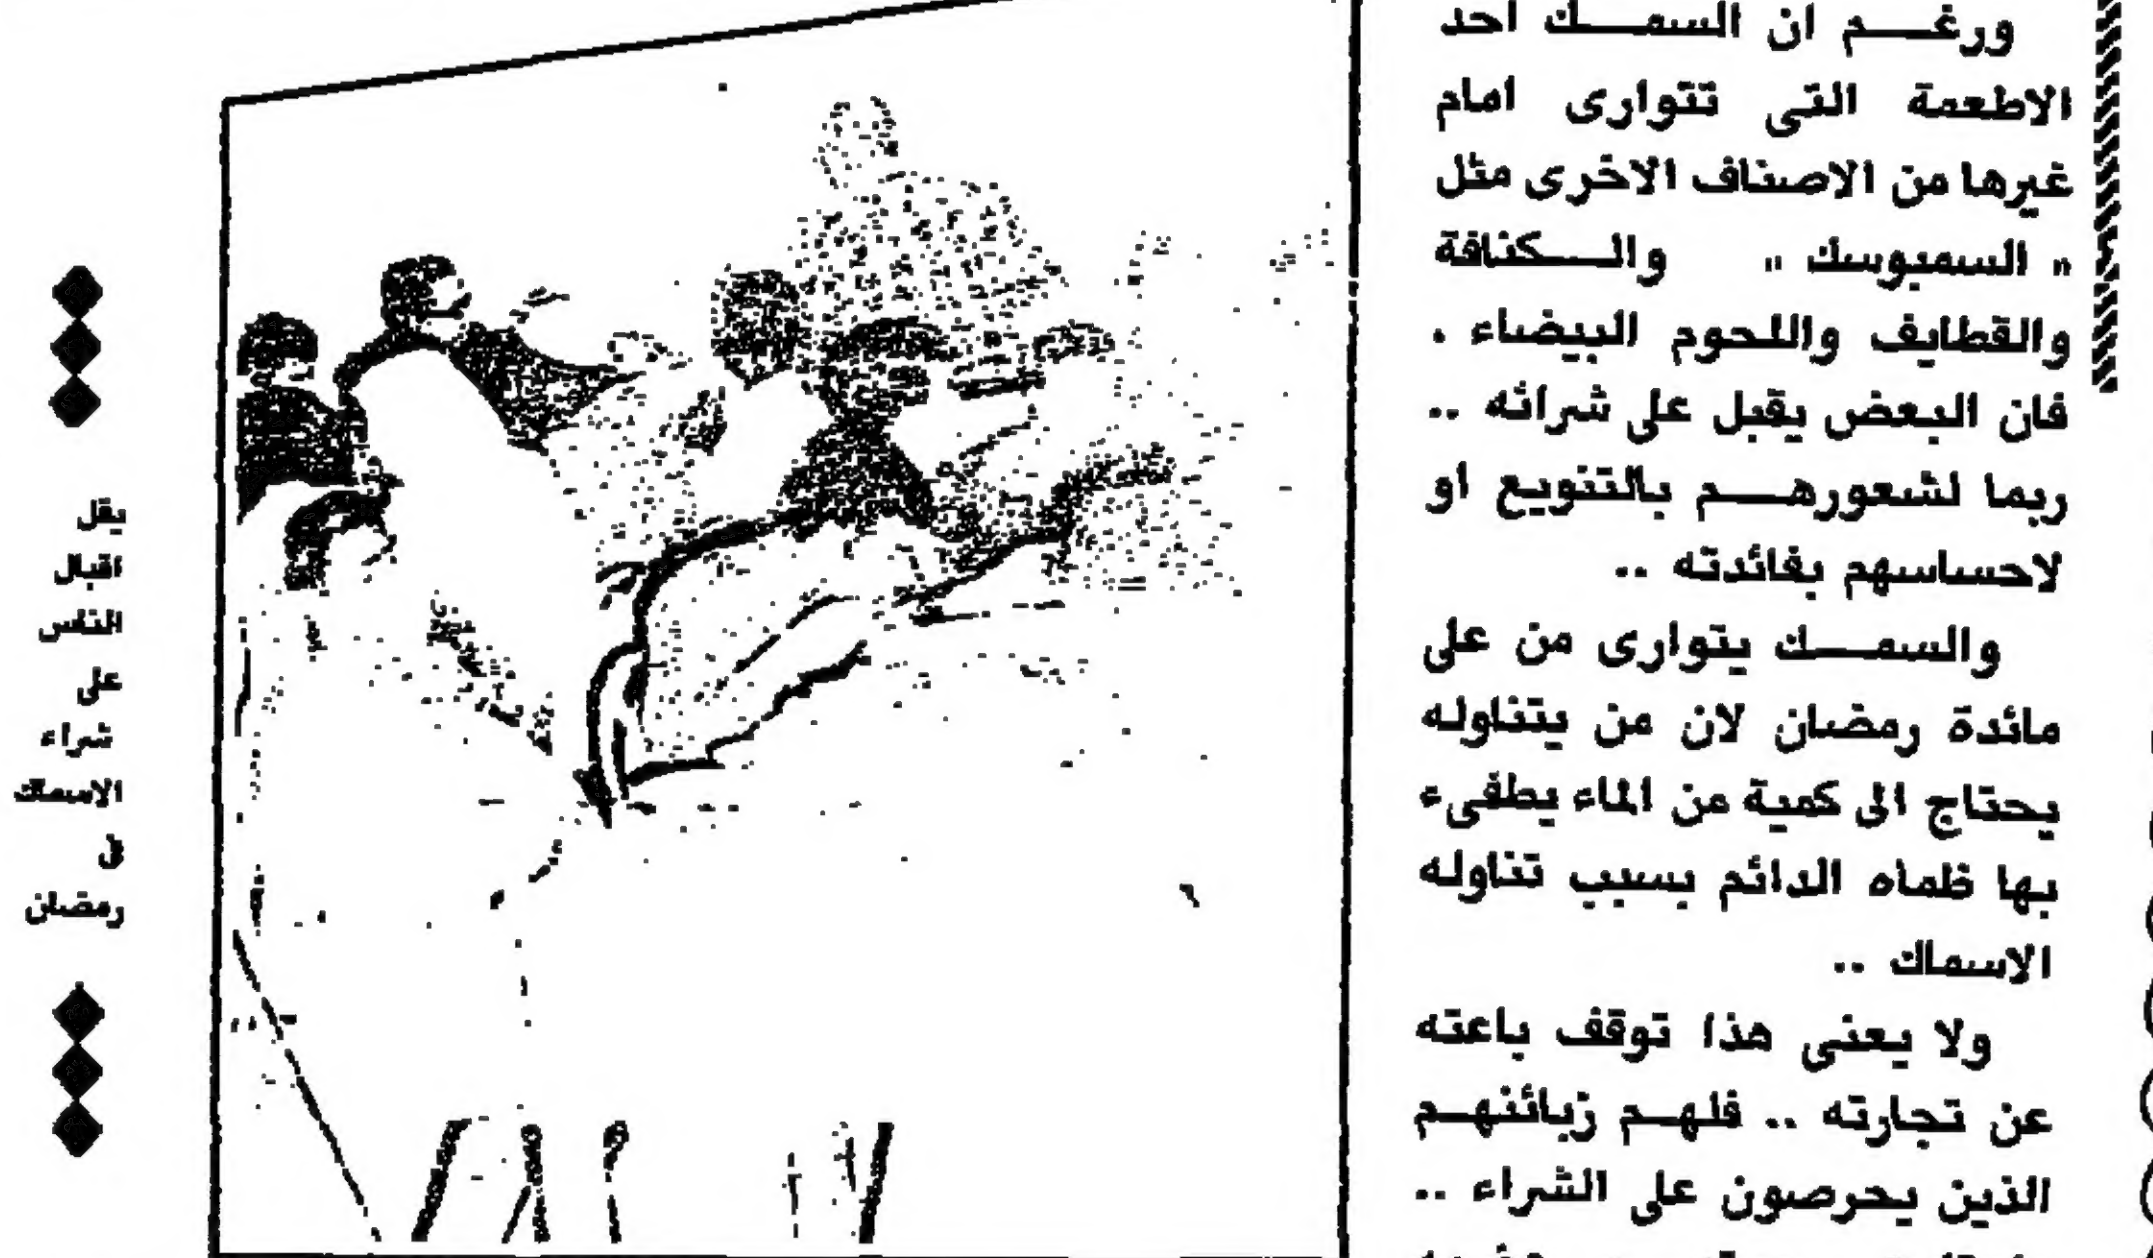 ورغم ان السمك احد
الاطعمة التى تتوارى امام
غيرها من الاصناف الاخرى مثل
« السمبوسك » والكنافة
والقطايف واللحوم البيضاء .
فان البعض يقبل على شرائه ..
ربما لشعورهم بالتنويع او
لاحساسهم بفائدته ..
والسمك يتوارى من على
مائدة رمضان لان من يتناوله
يحتاج الى كمية من الماء يطفىء
بها ظماه الدائم بسبب تناوله
الاسماك ..
ولا يعنى هذا توقف باعته
عن تجارته .. فلهم زبائنهم
الذين يحرصون على الشراء ..
يقل
اقبال
الناس
على
شراء
الاسماك
في
رمضان